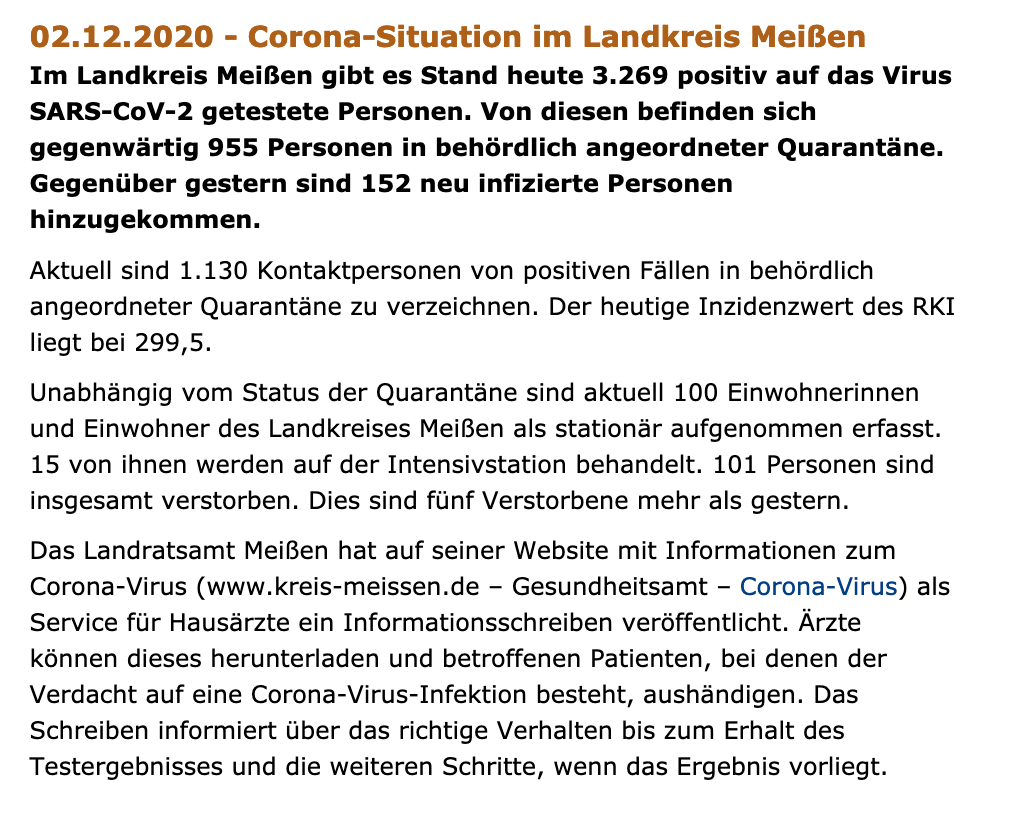 02.12.2020 - Corona-Situation im Landkreis Meißen
Im Landkreis Meißen gibt es Stand heute 3.269 positiv auf das Virus
SARS-CoV-2 getestete Personen. Von diesen befinden sich
gegenwärtig 955 Personen in behördlich angeordneter Quarantäne.
Gegenüber gestern sind 152 neu infizierte Personen
hinzugekommen.
Aktuell sind 1.130 Kontaktpersonen von positiven Fällen in behördlich
angeordneter Quarantäne zu verzeichnen. Der heutige Inzidenzwert des RKI
liegt bei 299,5.
Unabhängig vom Status der Quarantäne sind aktuell 100 Einwohnerinnen
und Einwohner des Landkreises Meißen als stationär aufgenommen erfasst.
15 von ihnen werden auf der Intensivstation behandelt. 101 Personen sind
insgesamt verstorben. Dies sind fünf Verstorbene mehr als gestern.
Das Landratsamt Meißen hat auf seiner Website mit Informationen zum
Corona-Virus (www.kreis-meissen.de – Gesundheitsamt – Corona-Virus) als
Service für Hausärzte ein Informationsschreiben veröffentlicht. Ärzte
können dieses herunterladen und betroffenen Patienten, bei denen der
Verdacht auf eine Corona-Virus-Infektion besteht, aushändigen. Das
Schreiben informiert über das richtige Verhalten bis zum Erhalt des
Testergebnisses und die weiteren Schritte, wenn das Ergebnis vorliegt.